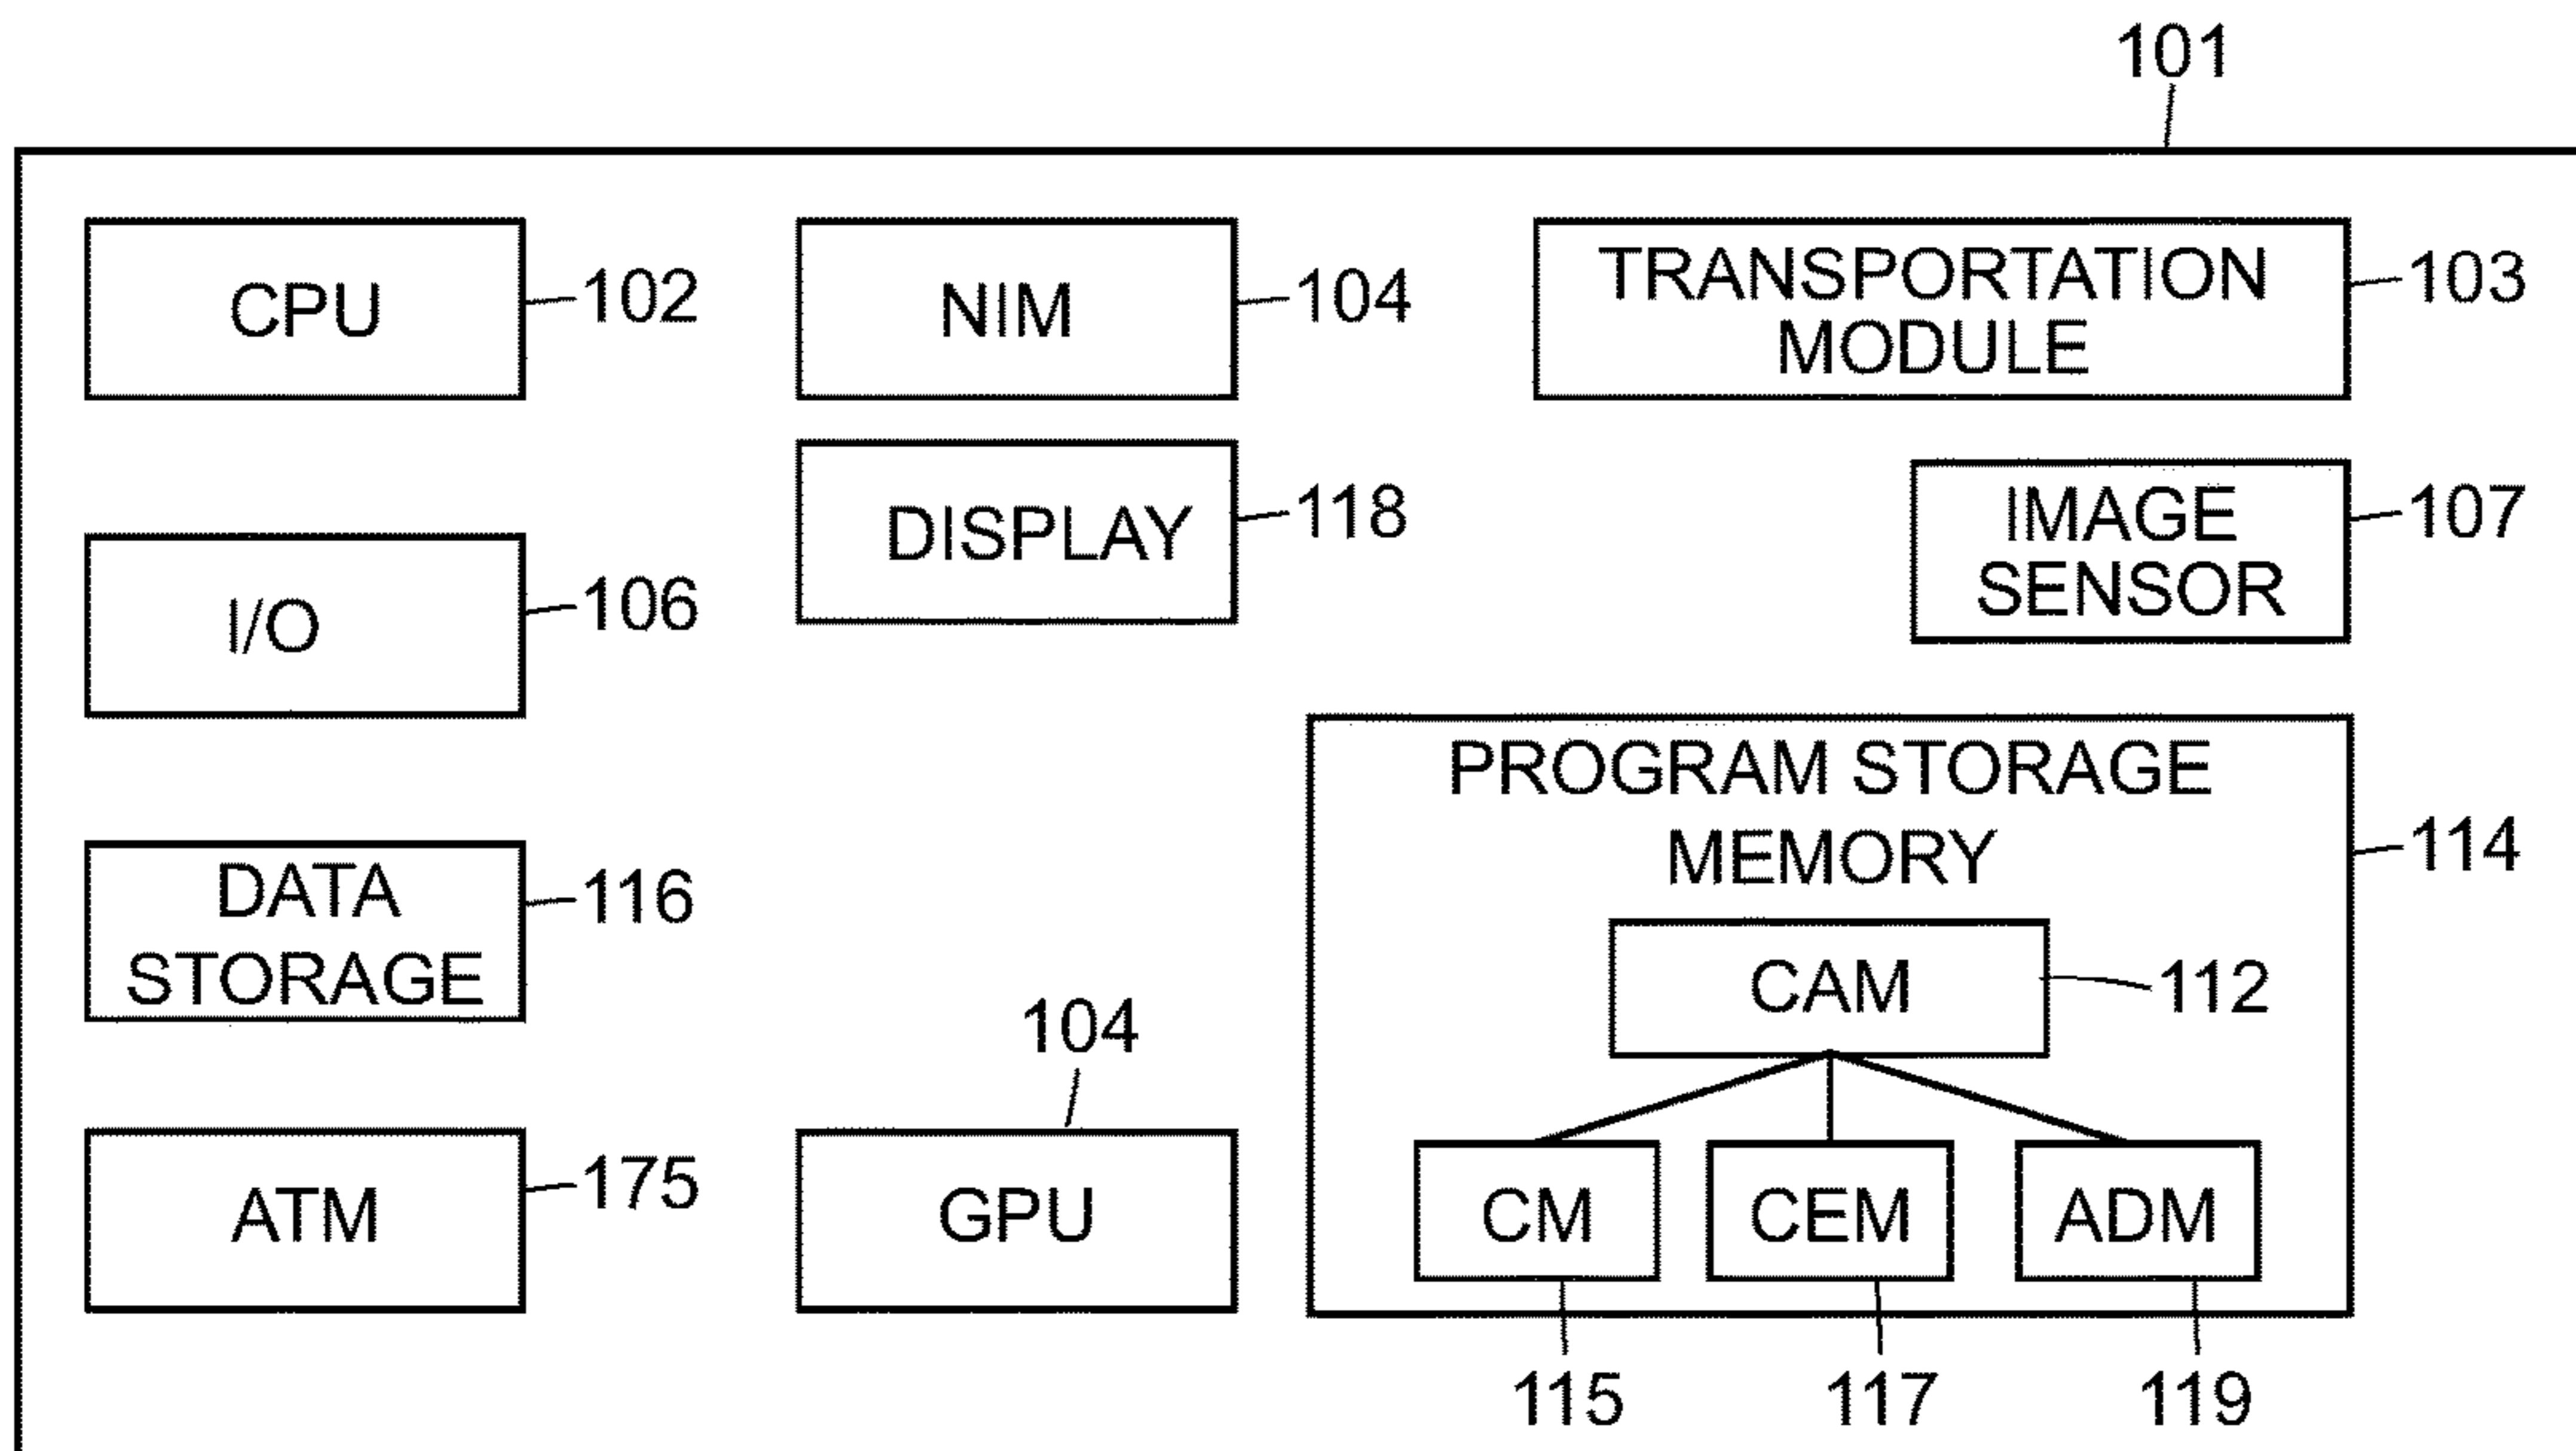 101
CPU
102
NIM
104
TRANSPORTATION
MODULE
103
DISPLAY
118
IMAGE
SENSOR
107
I/O
106
PROGRAM STORAGE
MEMORY
114
DATA
STORAGE
116
CAM
112
104
ATM
175
GPU
CM
CEM
ADM
115
117
119